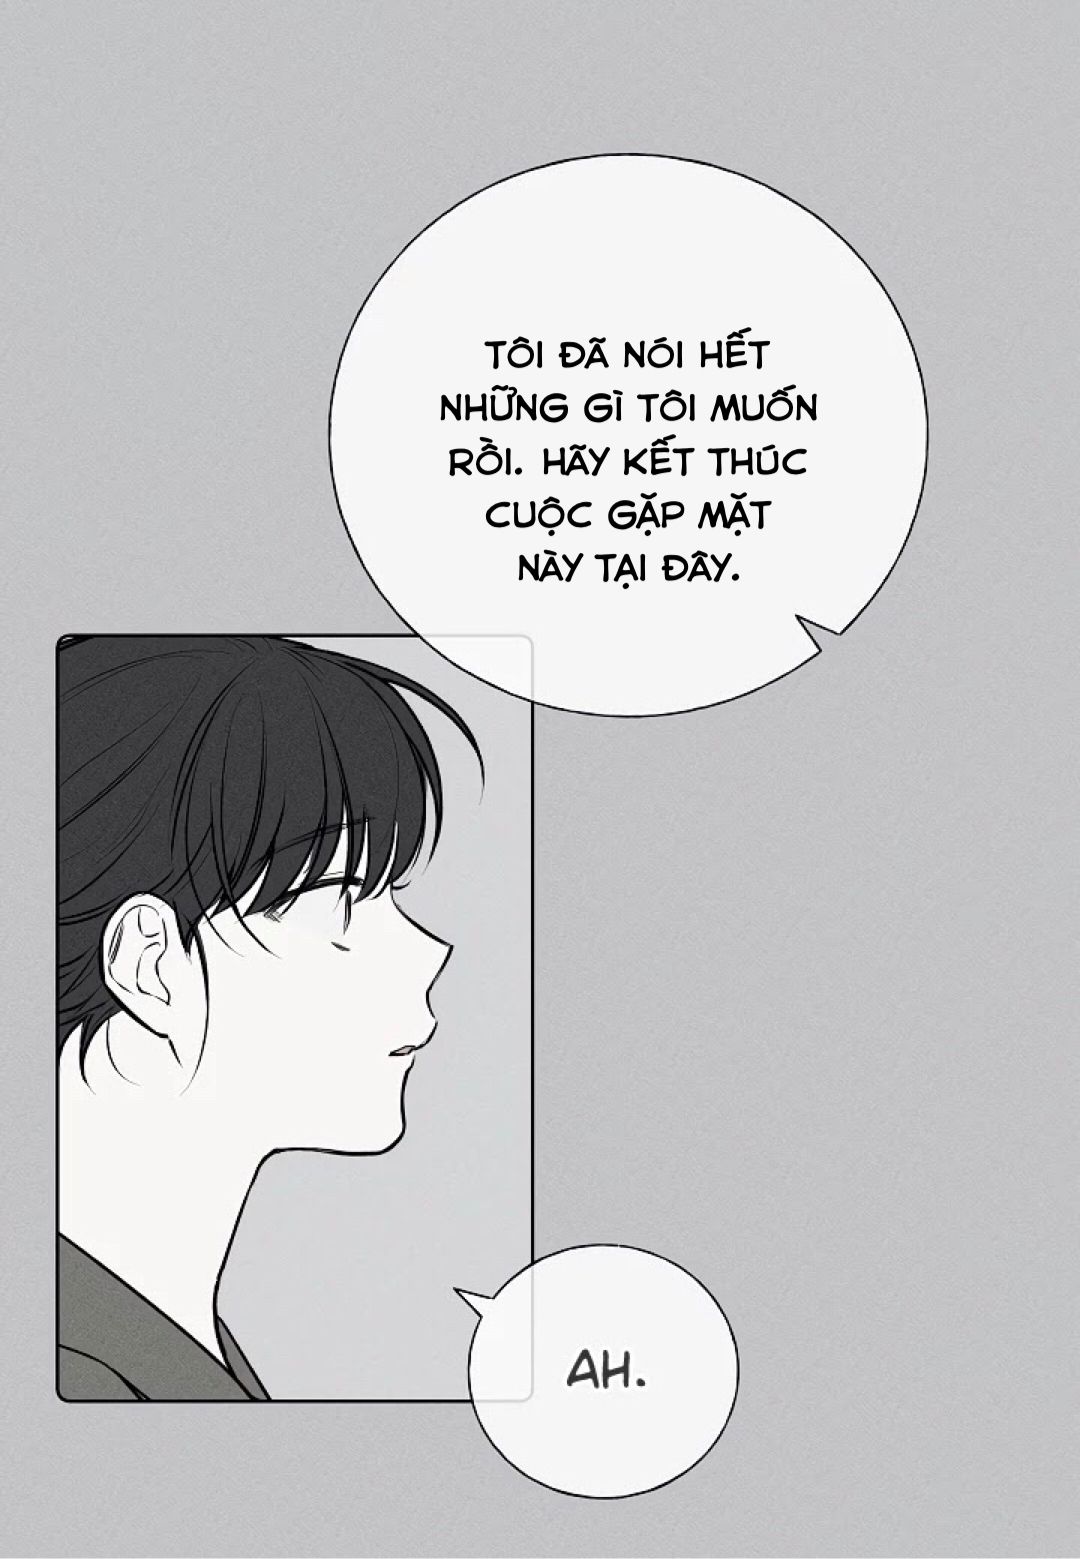 TÔI ĐÃ NÓI HẾT
NHỮNG GÌ TÔI MUỐN
RỒI. HÃY KẾT THÚC
CUỘC GẶP MẶT
NÀY TẠI ĐÂY.
AH.